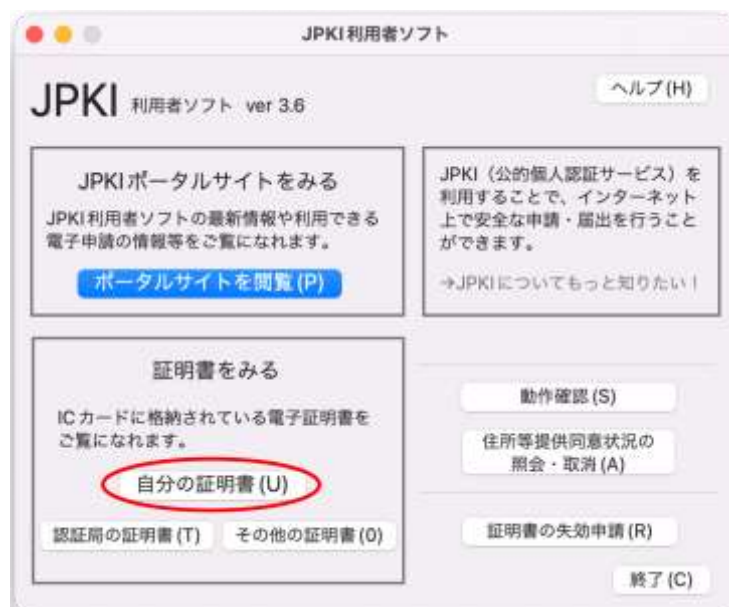 JPKI利用者ソフト
JPKI 利用者ソフト ver 3.6
ヘルプ(H)
JPKIポータルサイトをみる
JPKI利用者ソフトの最新情報や利用できる
電子申請の情報等をご覧になれます。
ポータルサイトを閲覧(P)
JPKI（公的個人認証サービス）を
利用することで、インターネット
上で安全な申請・届出を行うこと
ができます。
→JPKIについてもっと知りたい！
証明書をみる
ICカードに格納されている電子証明書を
ご覧になれます。
自分の証明書(U)
認証局の証明書(T)
その他の証明書(O)
動作確認(S)
住所等提供同意状況の
照会・取消(A)
証明書の失効申請(R)
終了(C)